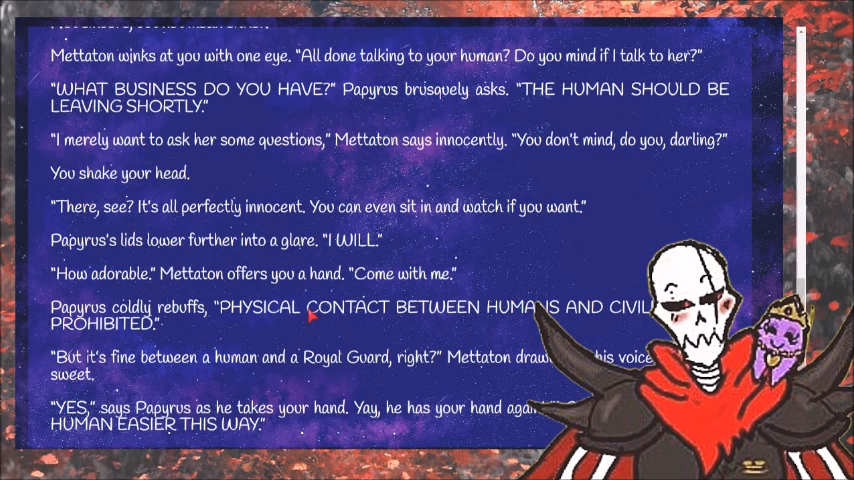 Mettaton winks at you with one eye. “All done talking to your human? Do you mind if I talk to her?”
“WHAT BUSINESS DO YOU HAVE?” Papyrus brusquely asks. “THE HUMAN SHOULD BE
LEAVING SHORTLY.”
“I merely want to ask her some questions,” Mettaton says innocently. “You don’t mind, do you, darling?”
You shake your head.
“There, see? It’s all perfectly innocent. You can even sit in and watch if you want.”
Papyrus’s lids lower further into a glare. “I WILL.”
“How adorable.” Mettaton offers you a hand. “Come with me.”
Papyrus coldly rebuffs, “PHYSICAL CONTACT BETWEEN HUMANS AND
PROHIBITED.”
“But it’s fine between a human and a Royal Guard, right?” Mettaton his voice
sweet.
“YES,” says Papyrus as he takes your hand. Yay, he has your hand
HUMAN EASIER THIS WAY.”